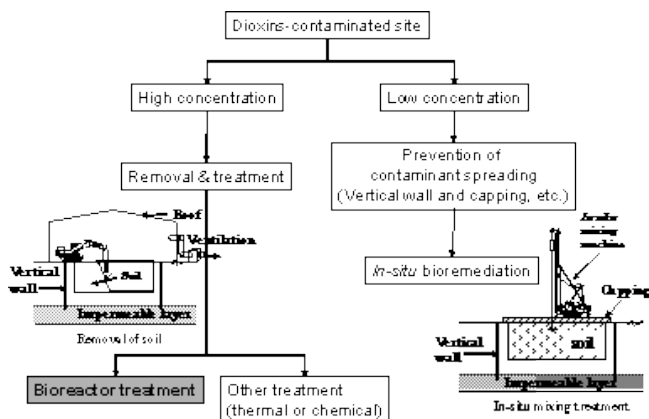 Dioxins-contaminated site
High concentration
Low concentration
Removal & treatment
Prevention of
contaminant spreading
(Vertical wall and capping, etc.)
Roof
Ventilation
Vertical
wall
Soil
Impermeable layer
Removal of soil
In-situ bioremediation
In-situ
mixing
machine
Capping
soil
Vertical
wall
Impermeable layer
In-situ mixing treatment
Bioreactor treatment
Other treatment
(thermal or chemical)